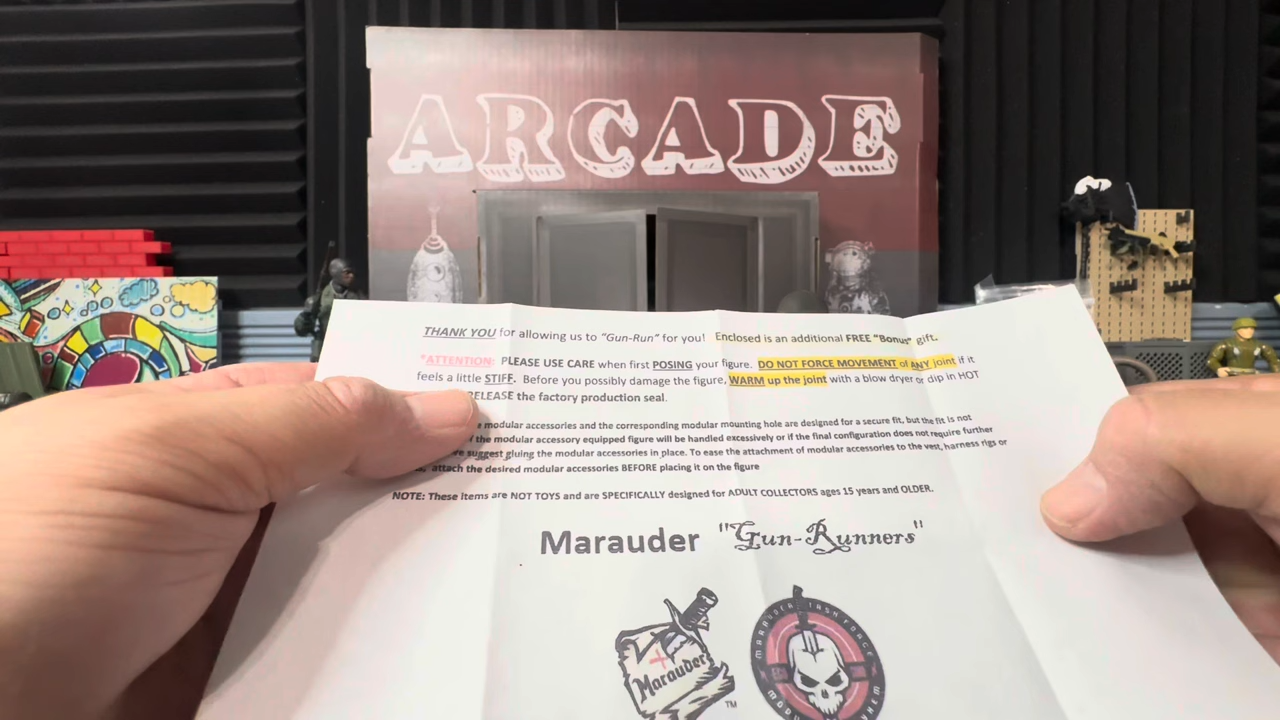 ARCADE
THANK YOU for allowing us to "Gun-Run" for you! Enclosed is an additional FREE "Bonus" gift.
*ATTENTION: PLEASE USE CARE when first POSING your figure. DO NOT FORCE MOVEMENT of ANY joint if it
feels a little STIFF. Before you possibly damage the figure, WARM up the joint with a blow dryer or dip in HOT
RELEASE the factory production seal.
modular accessories and the corresponding modular mounting hole are designed for a secure fit, but the fit is not
the modular accessory equipped figure will be handled excessively or if the final configuration does not require further
suggest gluing the modular accessories in place. To ease the attachment of modular accessories to the vest, harness rigs or
attach the desired modular accessories BEFORE placing it on the figure
NOTE: These items are NOT TOYS and are SPECIFICALLY designed for ADULT COLLECTORS ages 15 years and OLDER.
Marauder "Gun-Runners"
Marauder
TM
MARAUDER TASK FORCE